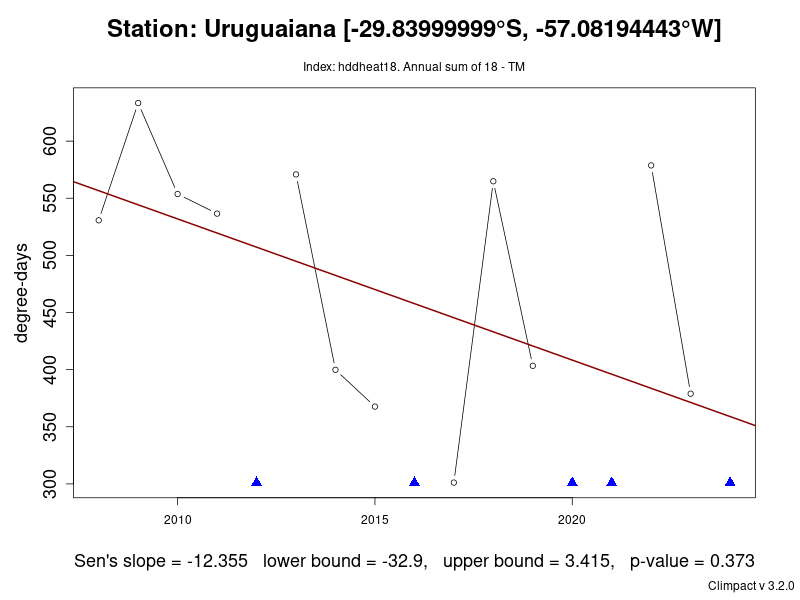 Station: Uruguaiana [-29.83999999°S, -57.08194443°W]
Index: hddheat18. Annual sum of 18 - TM
degree-days
600
550
500
450
400
350
300
2010
2015
2020
Sen's slope = -12.355 lower bound = -32.9, upper bound = 3.415, p-value = 0.373
Climpact v 3.2.0